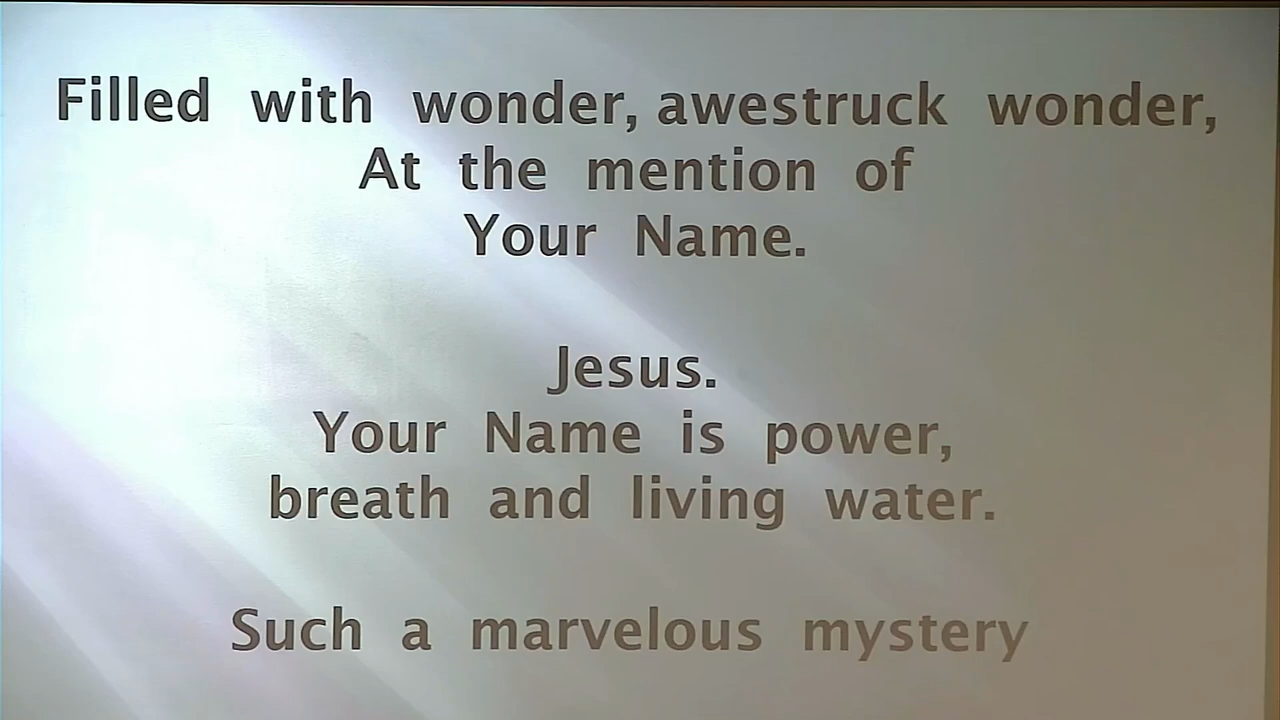 Filled with wonder, awestruck wonder,
At the mention of
Your Name.
Jesus.
Your Name is power,
breath and living water.
Such a marvelous mystery